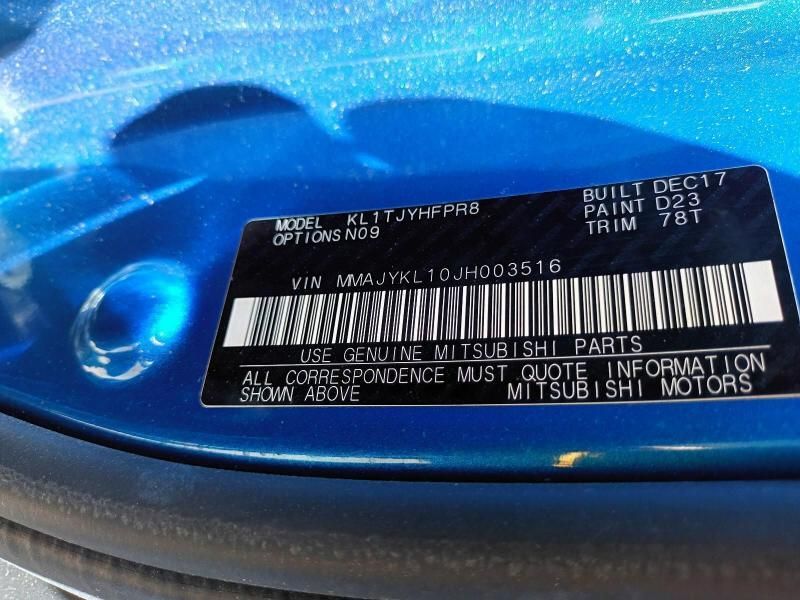 MODEL KL1TJYHFPR8 BUILT DEC17
OPTIONS N09 PAINT D23
TRIM 78T
VIN MMAJYKL10JH003516
USE GENUINE MITSUBISHI PARTS
ALL CORRESPONDENCE MUST QUOTE INFORMATION
SHOWN ABOVE MITSUBISHI MOTORS